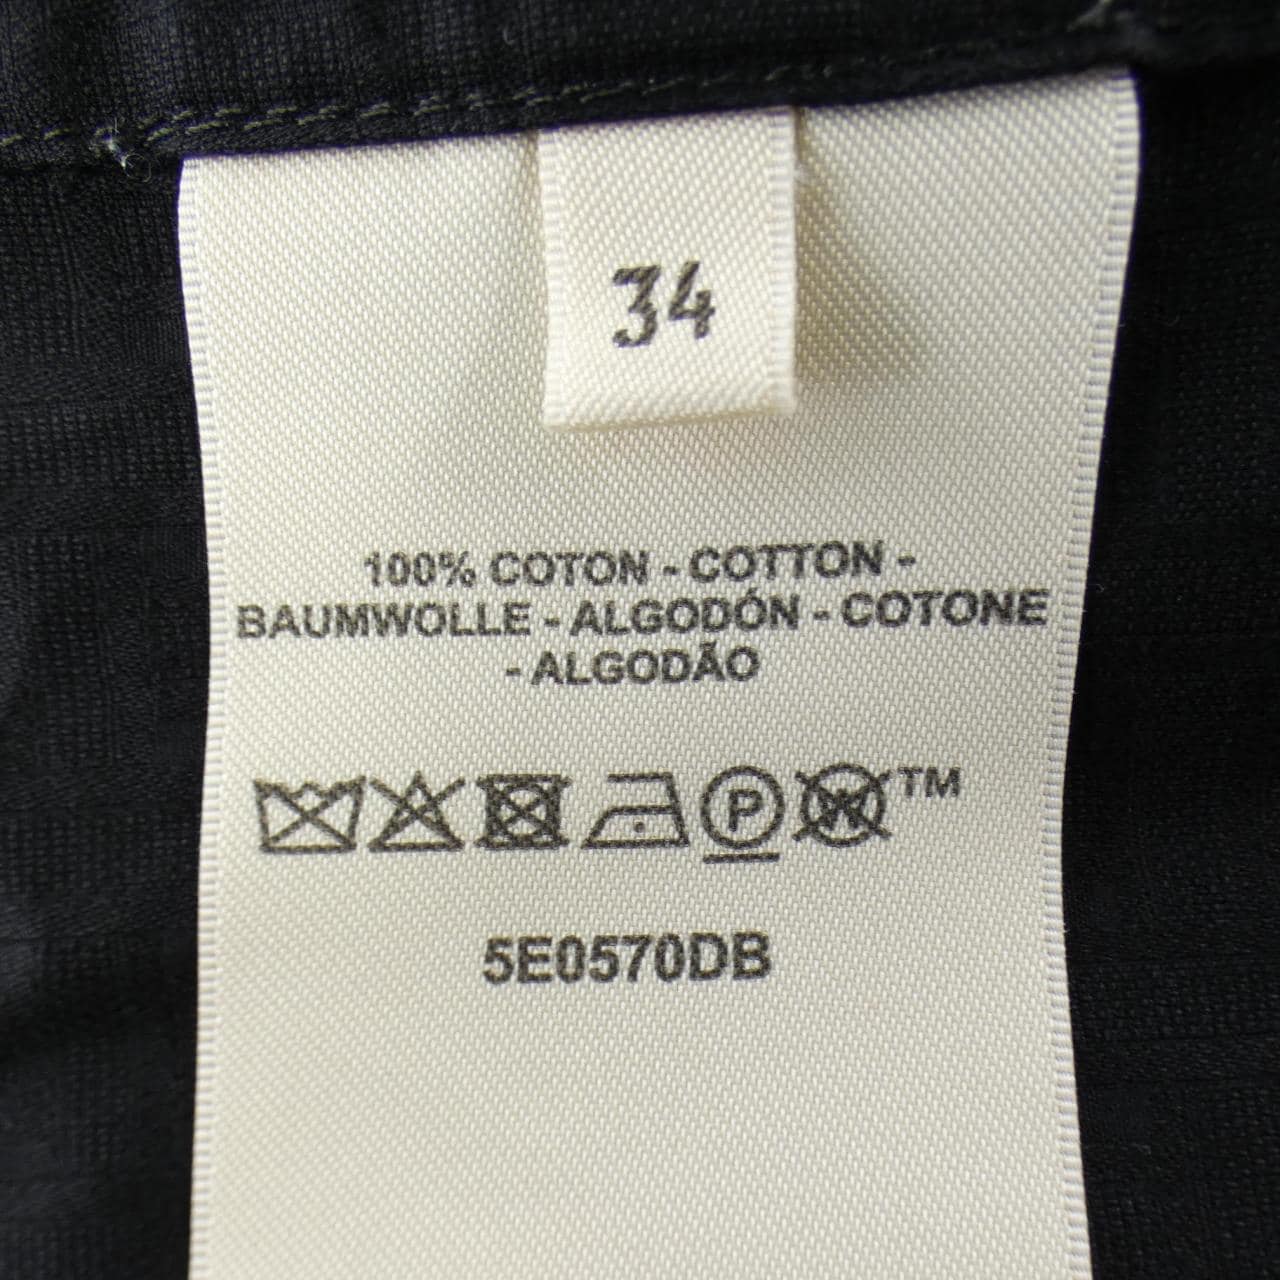 34
100% COTON - COTTON -
BAUMWOLLE - ALGODÓN - COTONE
- ALGODÃO
P W TM
5E0570DB